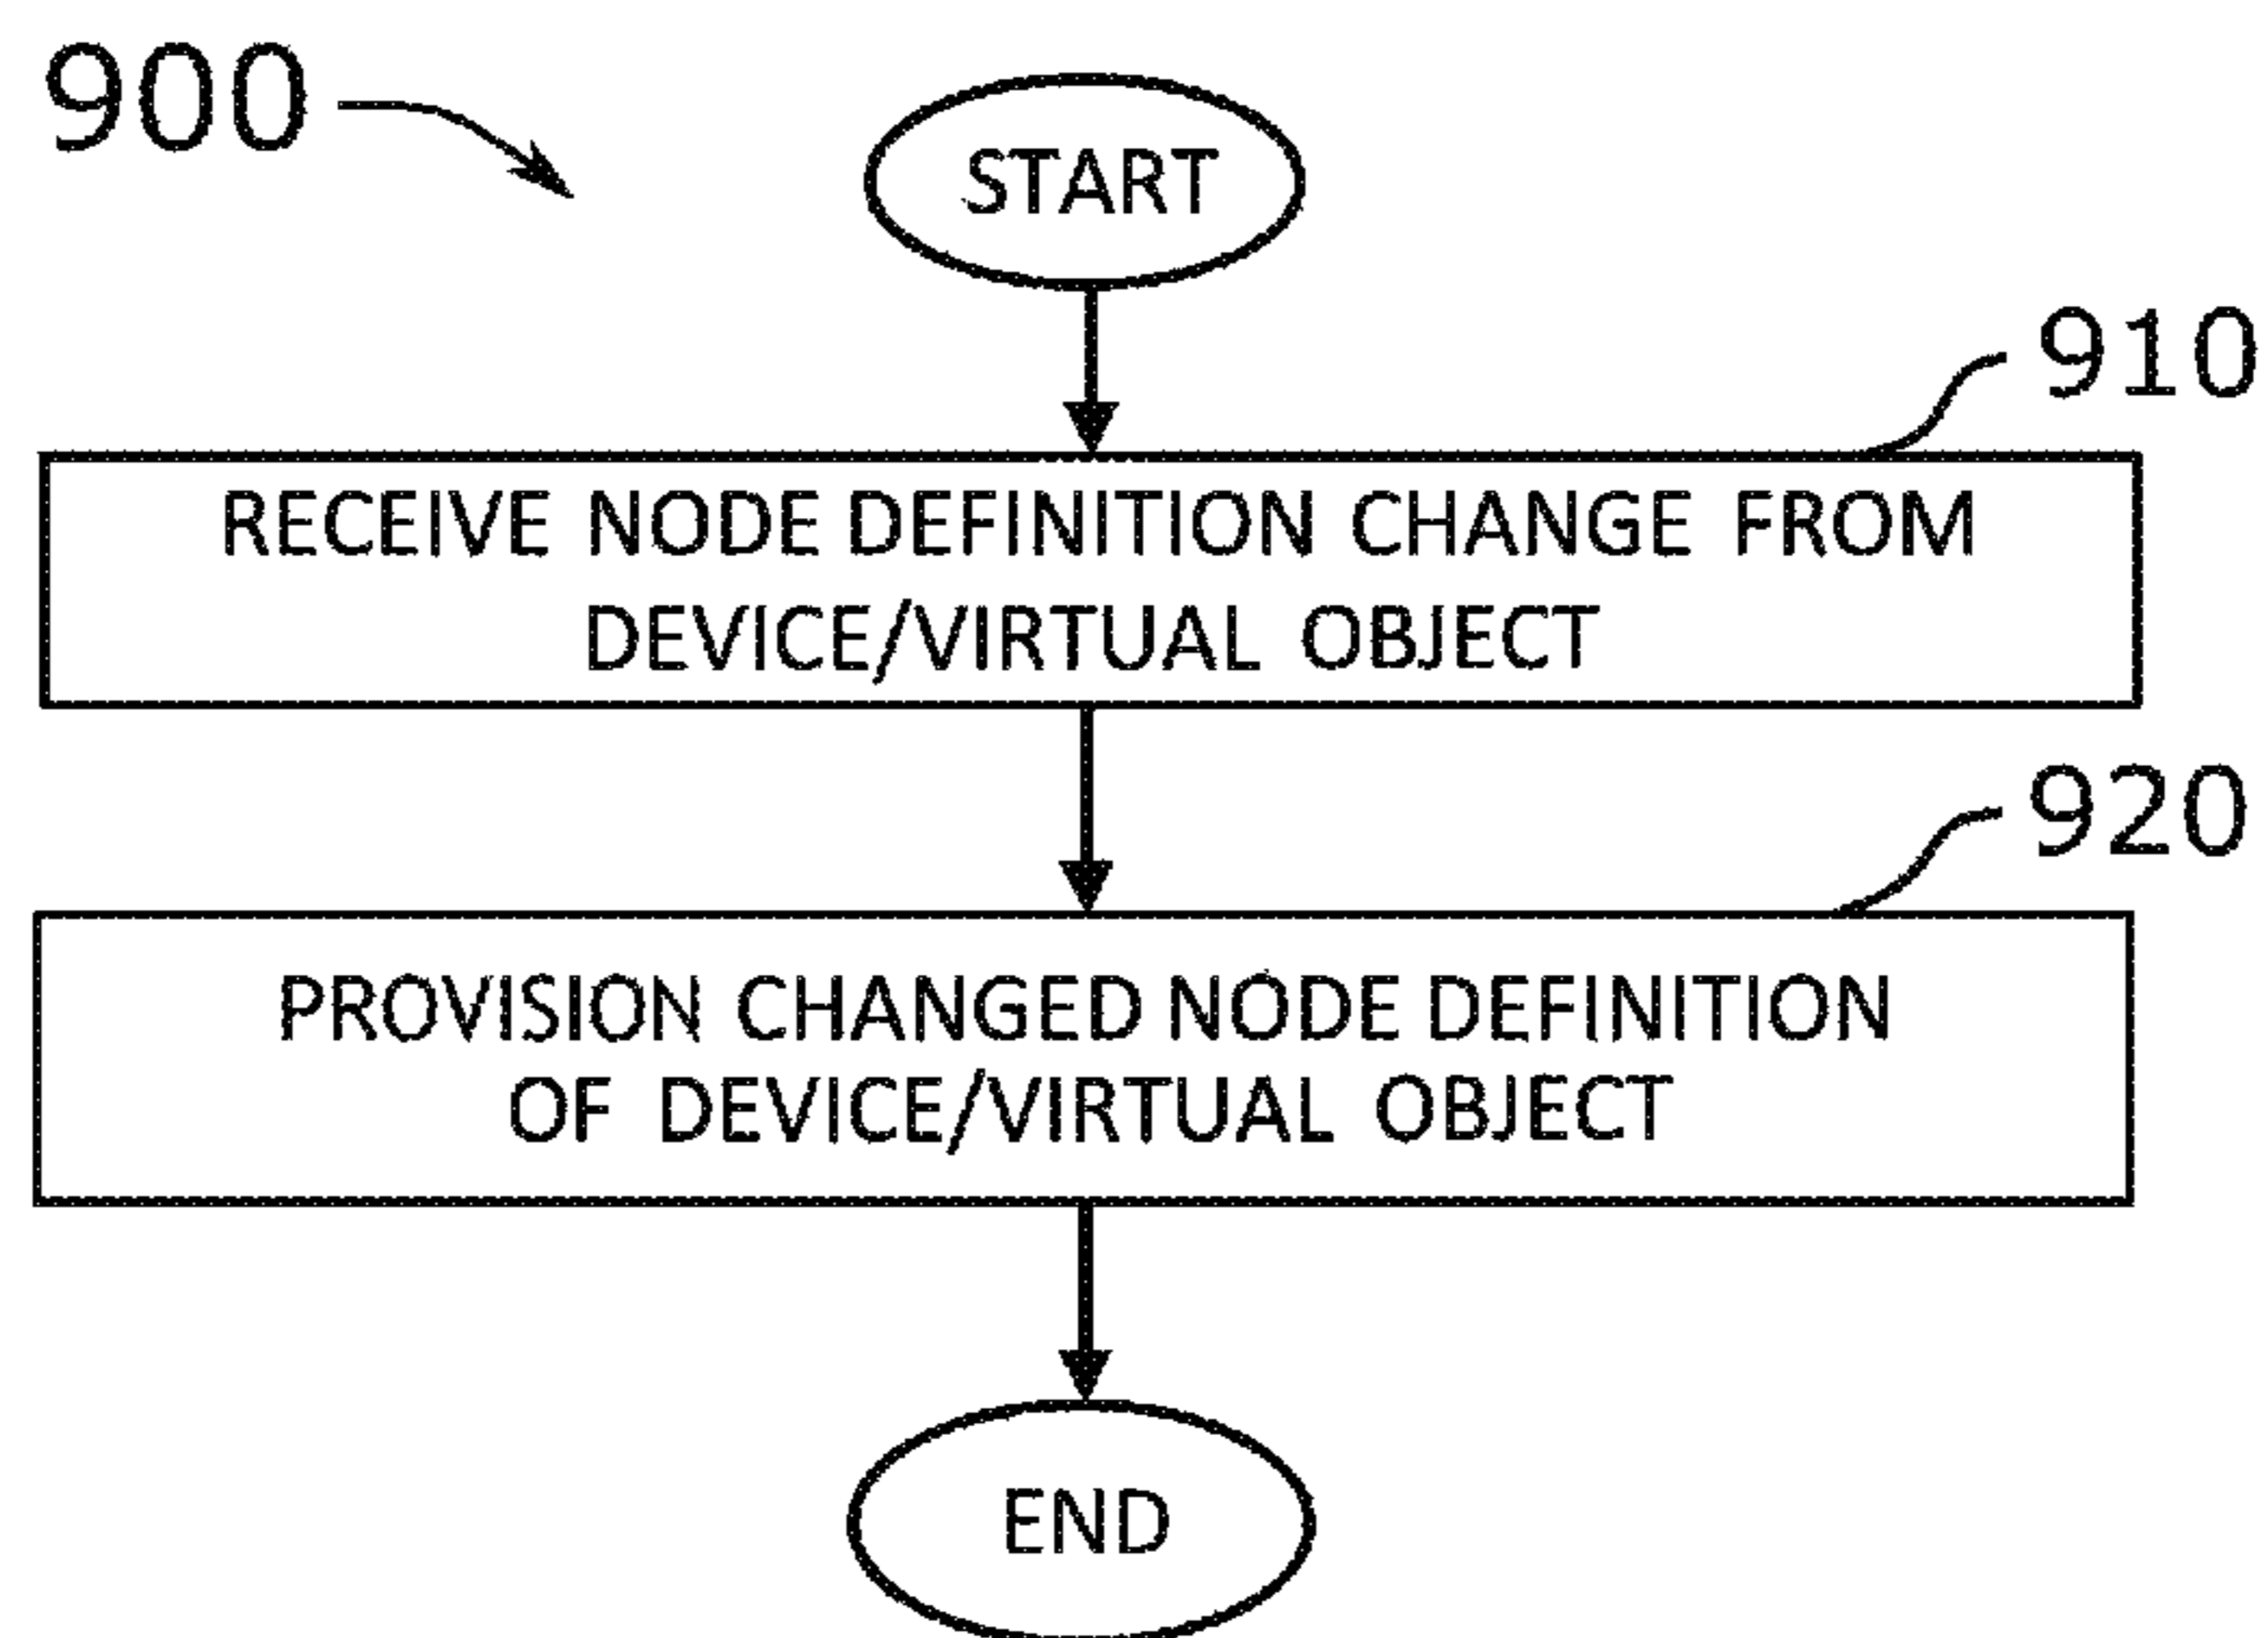 900
START
910
RECEIVE NODE DEFINITION CHANGE FROM
DEVICE/VIRTUAL OBJECT
920
PROVISION CHANGED NODE DEFINITION
OF DEVICE/VIRTUAL OBJECT
END